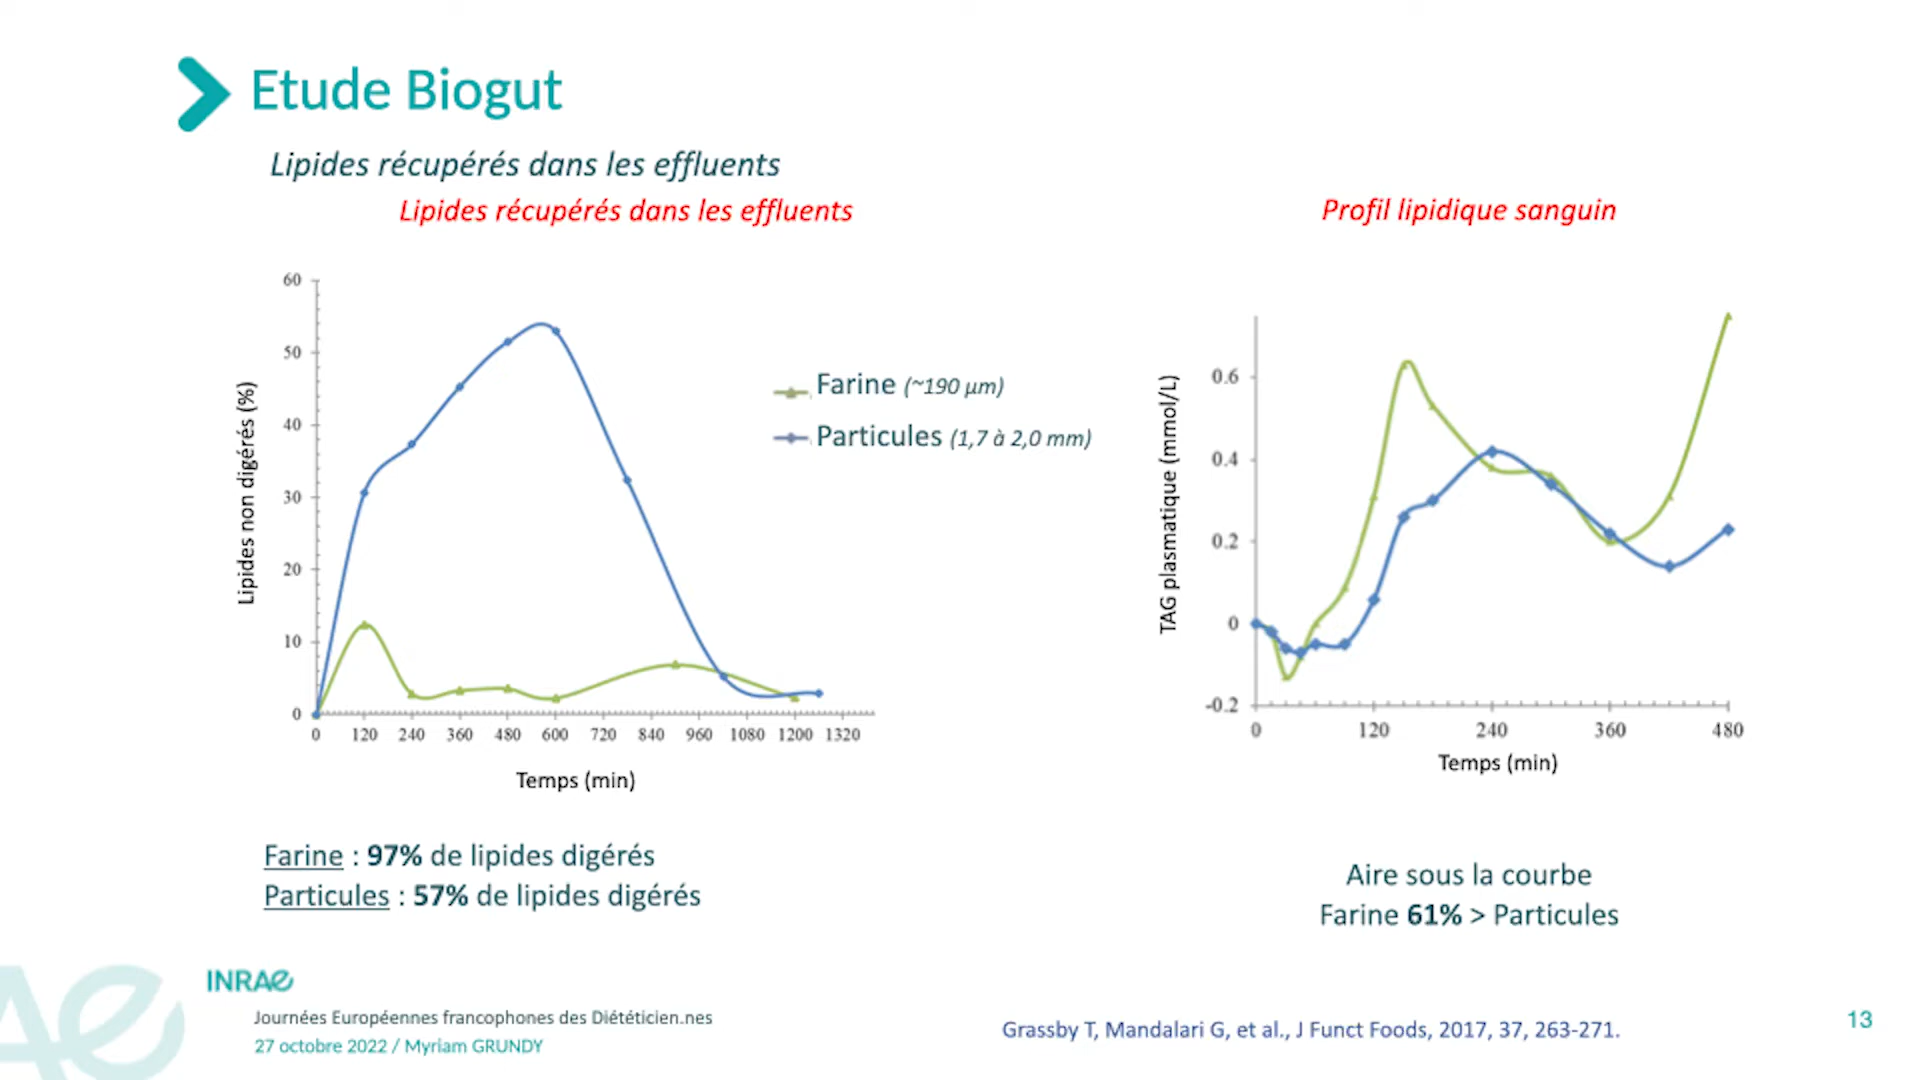 Etude Biogut
Lipides récupérés dans les effluents
Lipides récupérés dans les effluents
Profil lipidique sanguin
Lipides non digérés (%)
60
50
40
30
20
10
0
0 120 240 360 480 600 720 840 960 1080 1200 1320
Temps (min)
Farine (~190 µm)
Particules (1,7 à 2,0 mm)
TAG plasmatique (mmol/L)
0.6
0.4
0.2
0
-0.2
0 120 240 360 480
Temps (min)
Farine : 97% de lipides digérés
Particules : 57% de lipides digérés
Aire sous la courbe
Farine 61% > Particules
INRAE
Journées Européennes francophones des Diététicien.nes
27 octobre 2022 / Myriam GRUNDY
Grassby T, Mandalari G, et al., J Funct Foods, 2017, 37, 263-271.
13